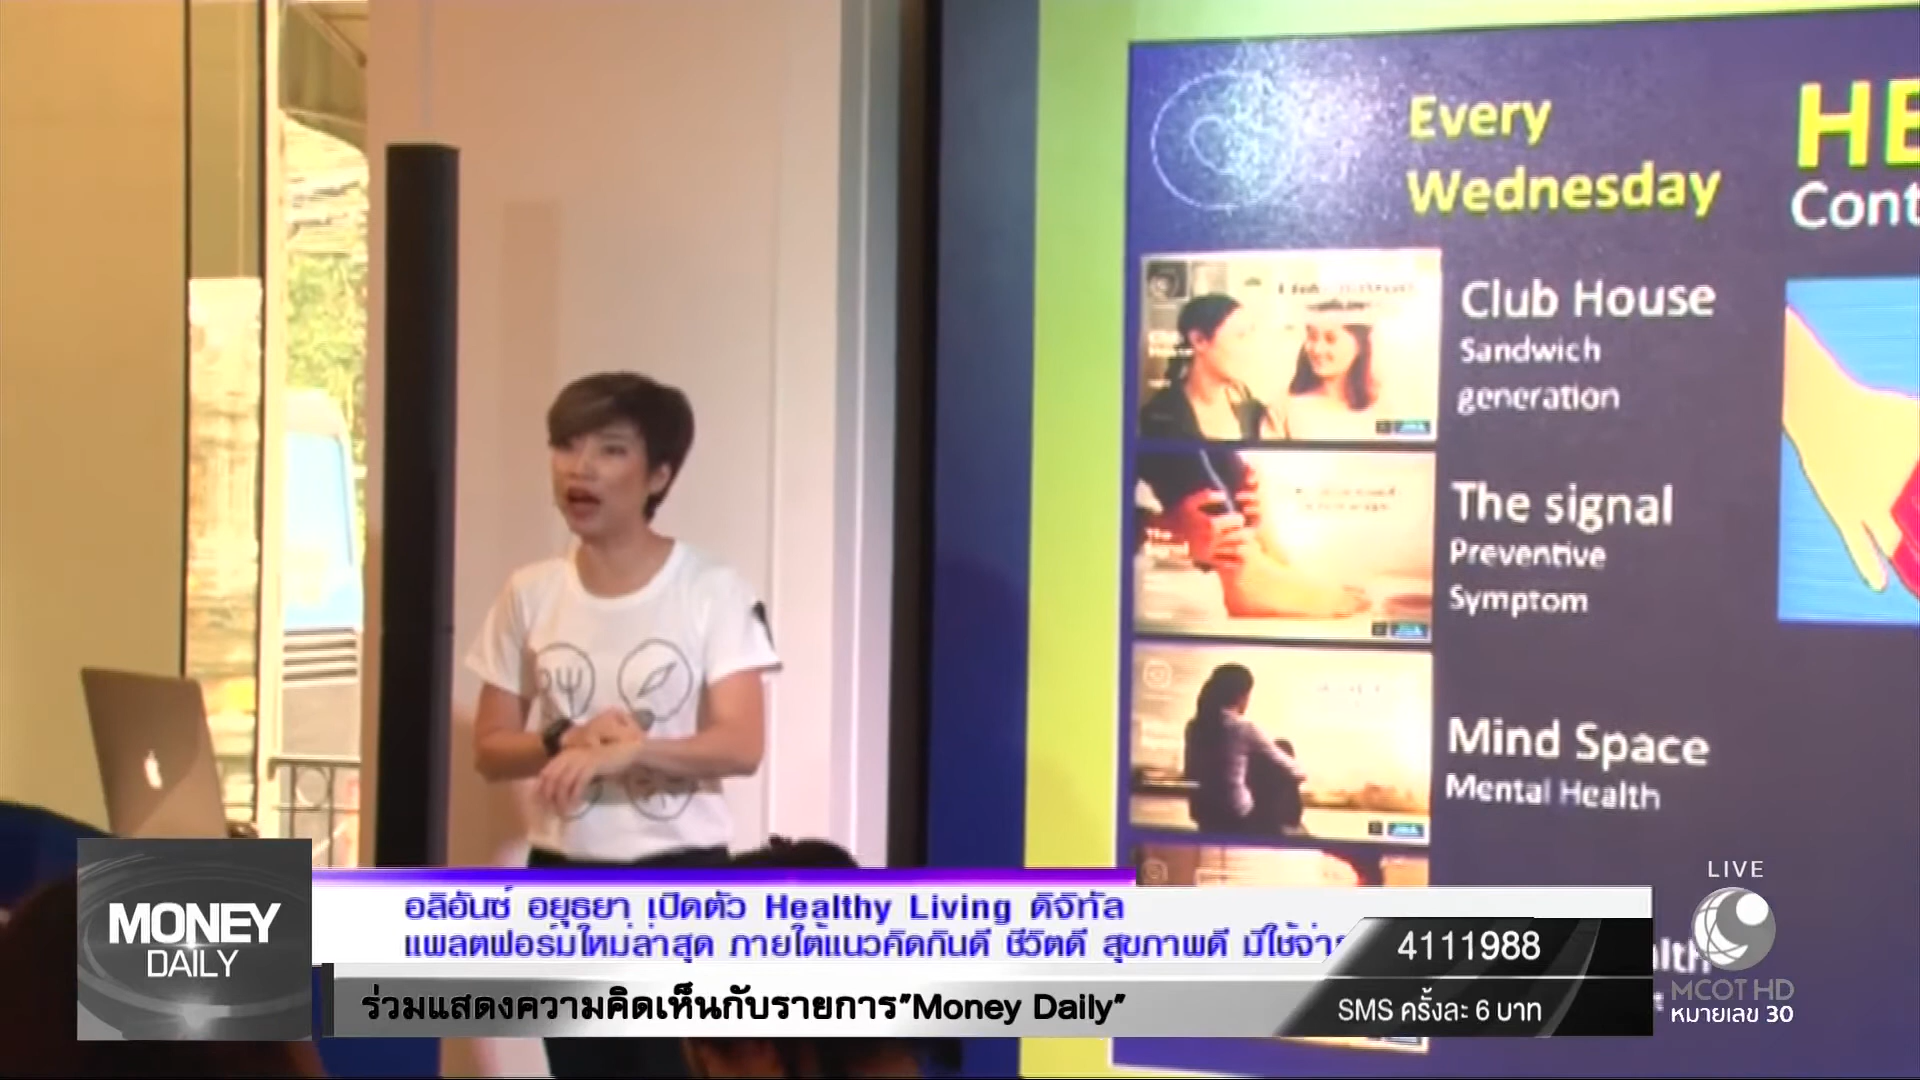 Every
Wednesday
HE
Cont
Club House
Sandwich
generation
The signal
Preventive
Symptom
Mind Space
Mental Health
LIVE
MCOT HD
หมายเลข 30
MONEY
DAILY
อลิอันซ์ อยุธยา เปิดตัว Healthy Living ดิจิทัล
แพลตฟอร์มใหม่ล่าสุด ภายใต้แนวคิดกินดี ชีวิตดี สุขภาพดี มีใช้จ่าย
4111988
ร่วมแสดงความคิดเห็นกับรายการ"Money Daily"
SMS ครั้งละ 6 บาท